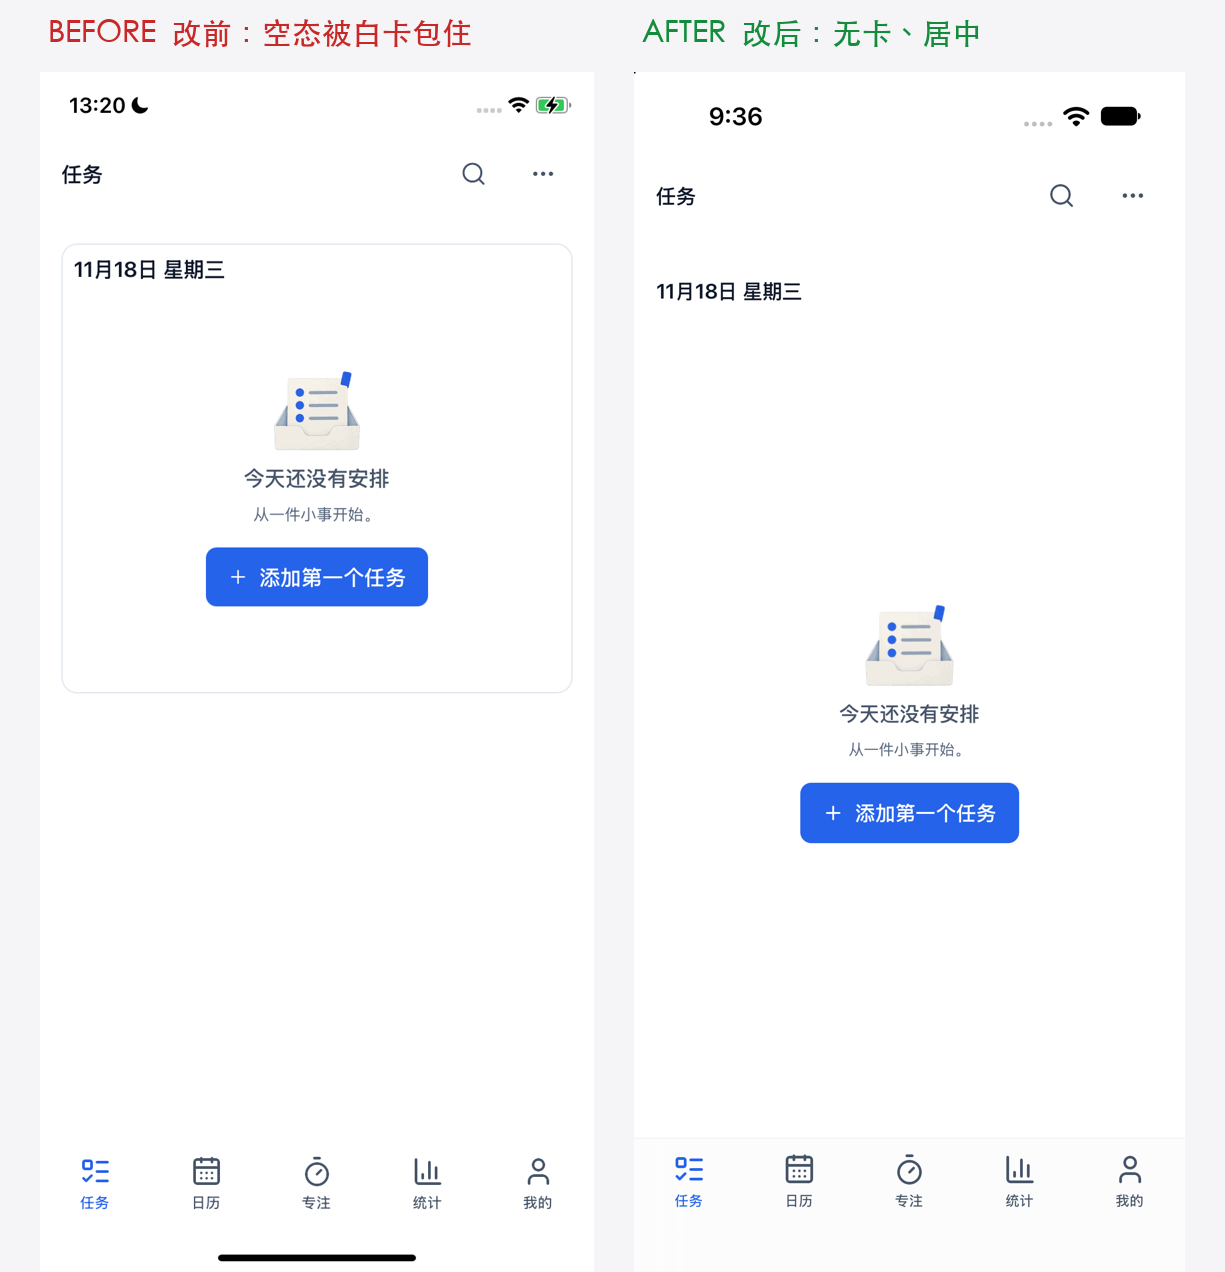 BEFORE 改前：空态被白卡包住
13:20
任务
11月18日 星期三
今天还没有安排
从一件小事开始。
+ 添加第一个任务
任务 日历 专注 统计 我的
AFTER 改后：无卡、居中
9:36
任务
11月18日 星期三
今天还没有安排
从一件小事开始。
+ 添加第一个任务
任务 日历 专注 统计 我的